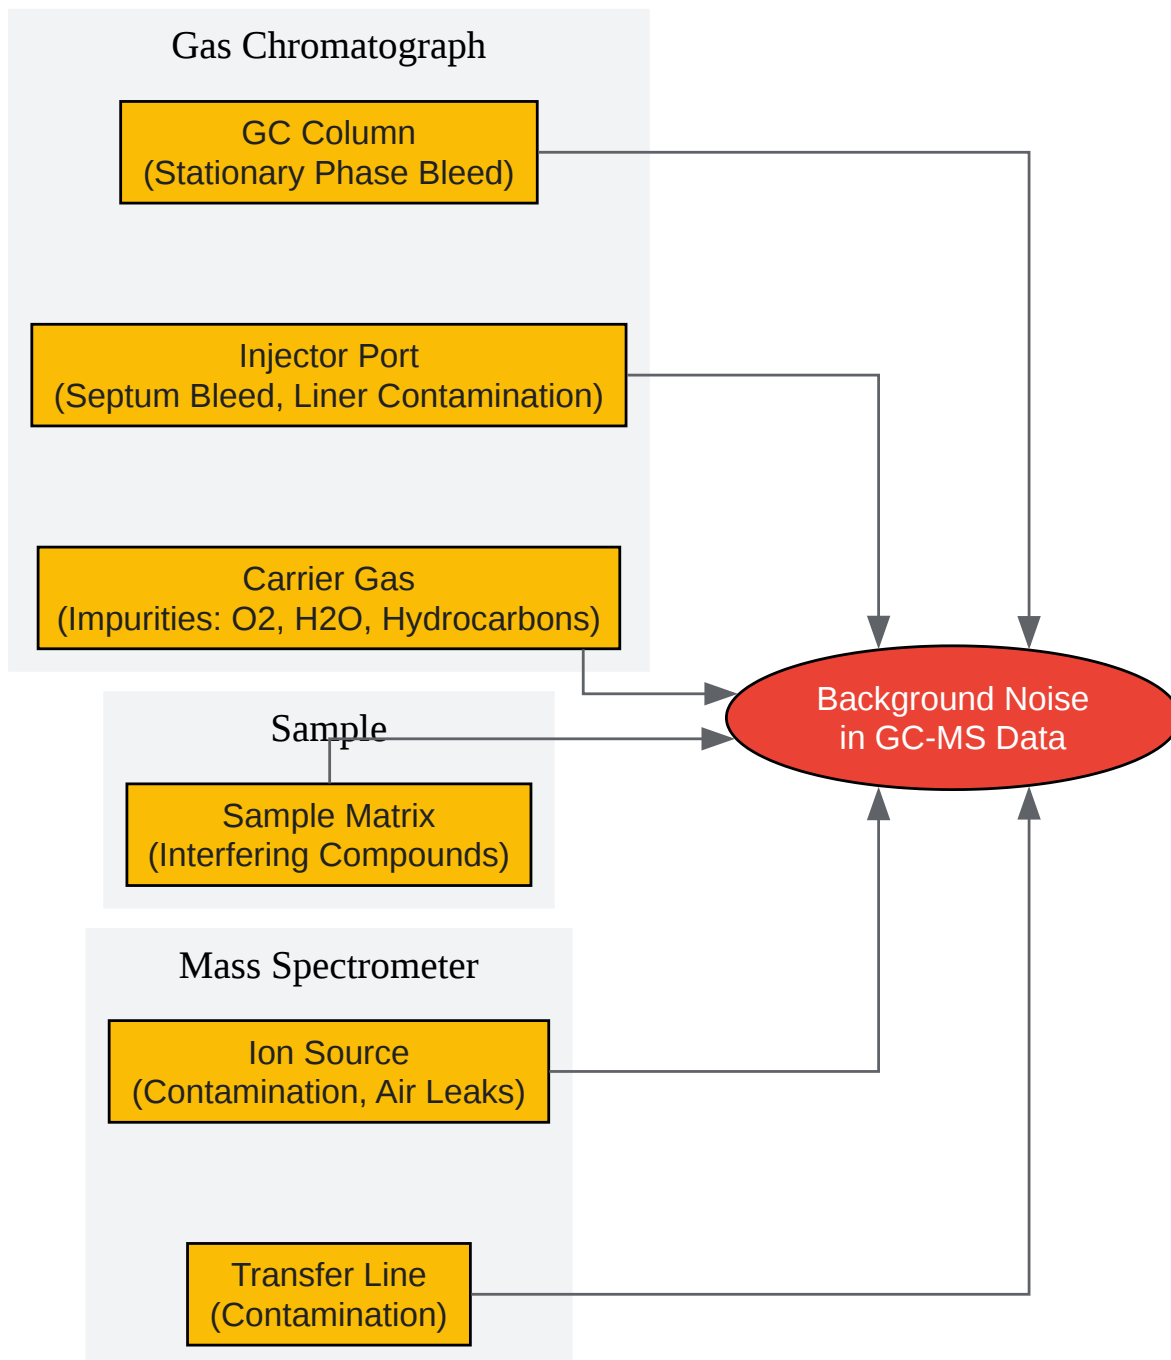 Gas Chromatograph
GC Column
(Stationary Phase Bleed)
Injector Port
(Septum Bleed, Liner Contamination)
Carrier Gas
(Impurities: O2, H2O, Hydrocarbons)
Background Noise
in GC-MS Data
Sample
Sample Matrix
(Interfering Compounds)
Mass Spectrometer
Ion Source
(Contamination, Air Leaks)
Transfer Line
(Contamination)